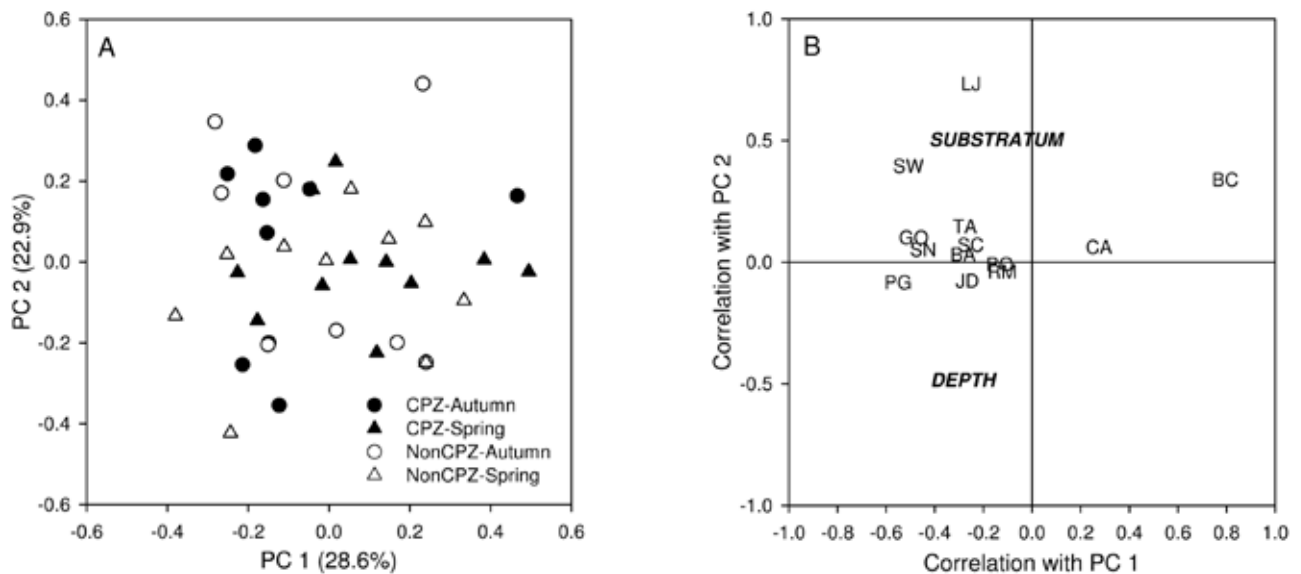 A
0.6
0.4
0.2
0.0
-0.2
-0.4
-0.6
PC 2 (22.9%)
CPZ-Autumn
CPZ-Spring
NonCPZ-Autumn
NonCPZ-Spring
-0.6 -0.4 -0.2 0.0 0.2 0.4 0.6
PC 1 (28.6%)
B
1.0
0.5
0.0
-0.5
-1.0
Correlation with PC 2
LJ
SUBSTRATUM
SW
BC
TA
GO
SC
SN
CA
BA
RM
PG
JD
DEPTH
-1.0 -0.8 -0.6 -0.4 -0.2 0.0 0.2 0.4 0.6 0.8 1.0
Correlation with PC 1